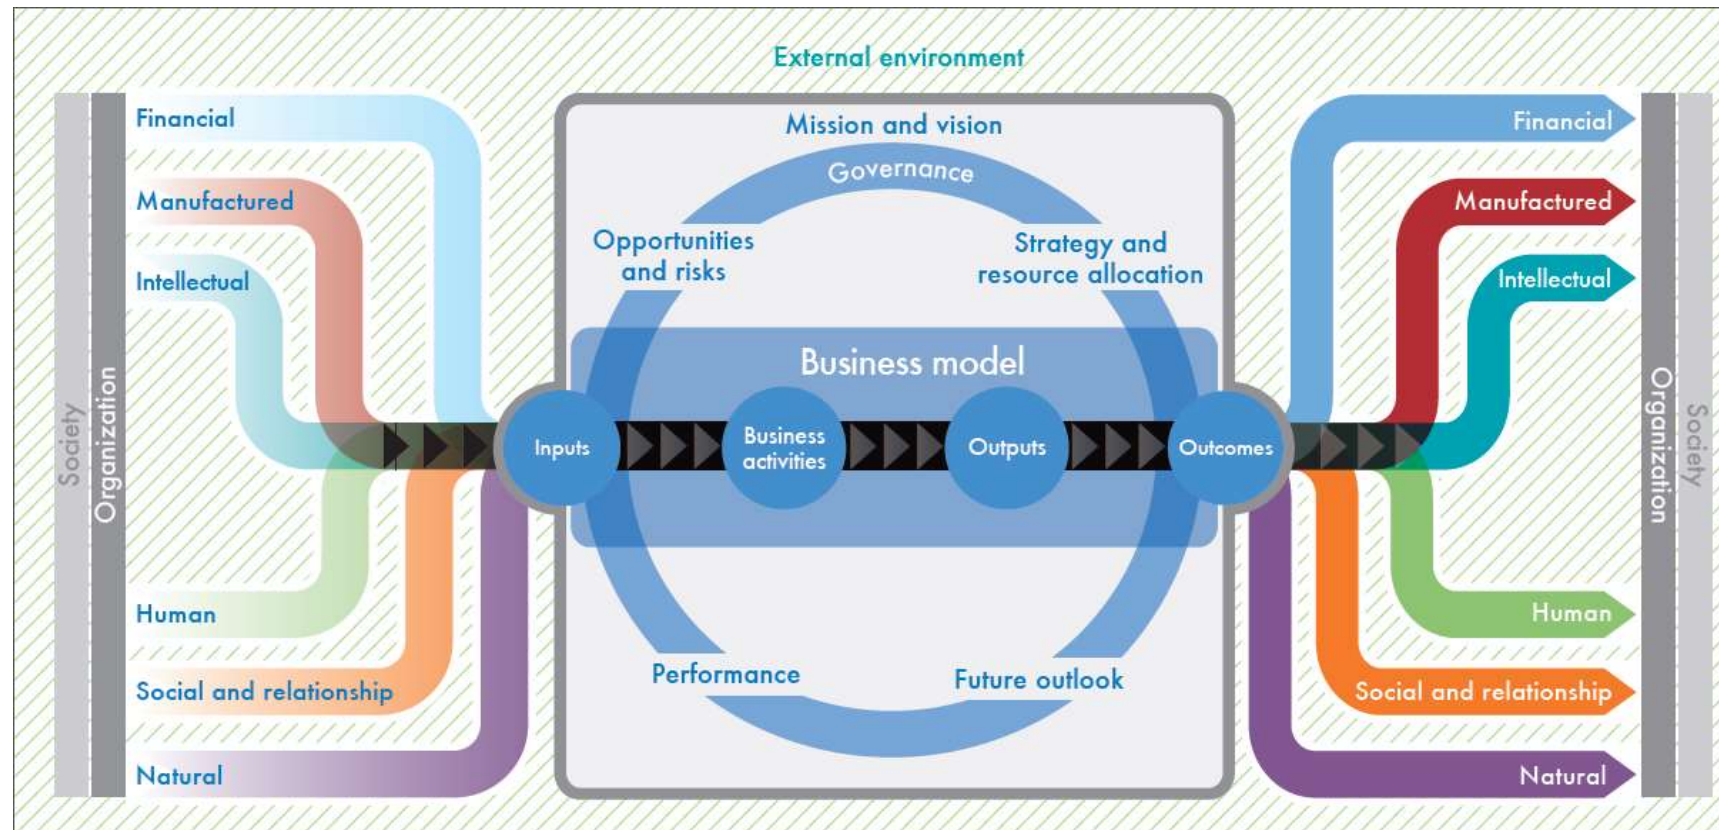 External environment
Society
Organization
Financial
Manufactured
Intellectual
Human
Social and relationship
Natural
Mission and vision
Governance
Opportunities
and risks
Strategy and
resource allocation
Business model
Inputs
Business
activities
Outputs
Outcomes
Performance
Future outlook
Financial
Manufactured
Intellectual
Human
Social and relationship
Natural
Organization
Society